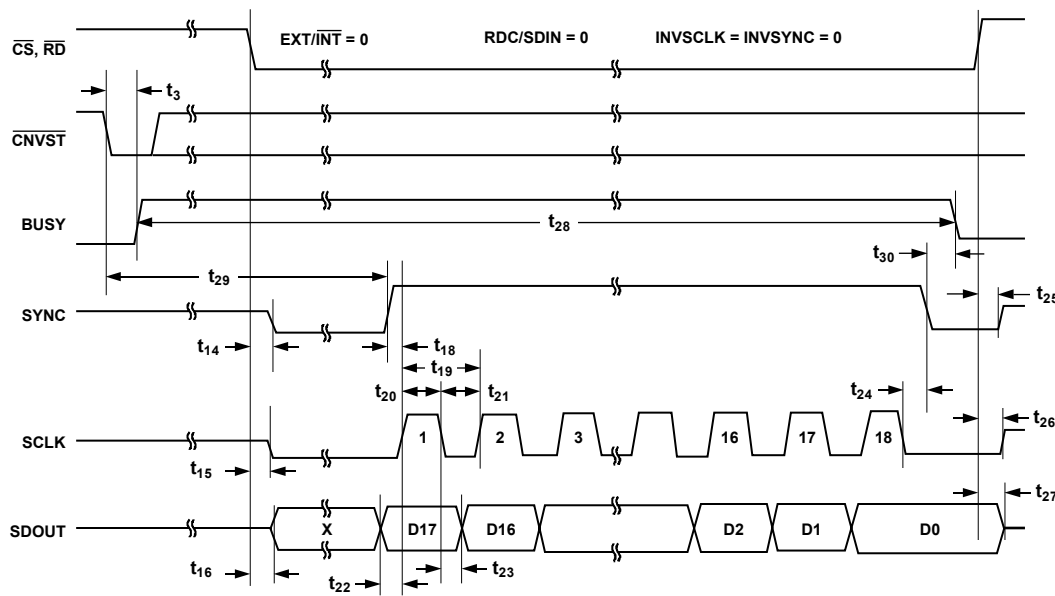 CS, RD
EXT/INT = 0
RDC/SDIN = 0
INVSCLK = INVSYNC = 0
t3
CNVST
BUSY
t28
t30
t29
t25
SYNC
t14
t18
t19
t20
t21
t24
t26
SCLK
1
2
3
16
17
18
t15
t27
SDOUT
X
D17
D16
D2
D1
D0
t16
t22
t23